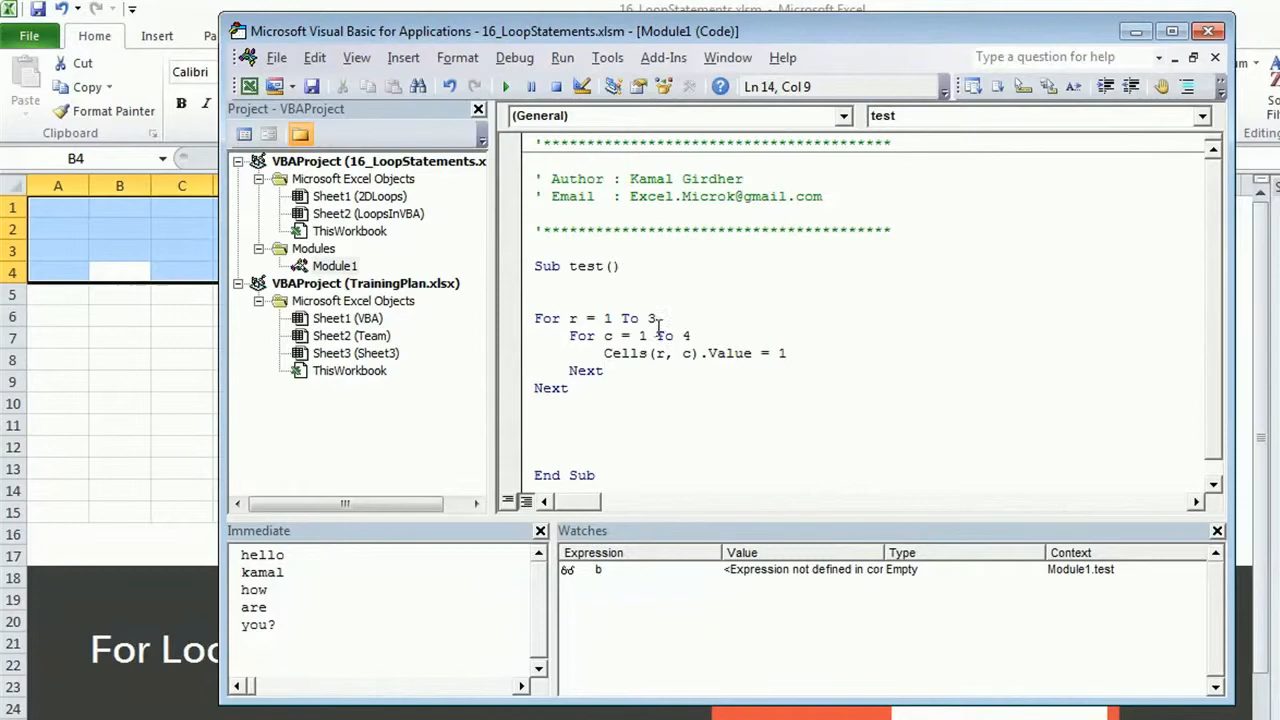 16_LoopStatements.xlsm - Microsoft Excel
File Home Insert
Cut
Copy
Format Painter
Paste
Clipboard
Calibri
B
Editing
B4
A B C
1
2
3
4
5
6
7
8
9
10
11
12
13
14
15
16
17
18
19
20
21
22
23
24
Microsoft Visual Basic for Applications - 16_LoopStatements.xlsm - [Module1 (Code)]
File Edit View Insert Format Debug Run Tools Add-Ins Window Help
Type a question for help
Ln 14, Col 9
Project - VBAProject
VBAProject (16_LoopStatements.x
Microsoft Excel Objects
Sheet1 (2DLoops)
Sheet2 (LoopsInVBA)
ThisWorkbook
Modules
Module1
VBAProject (TrainingPlan.xlsx)
Microsoft Excel Objects
Sheet1 (VBA)
Sheet2 (Team)
Sheet3 (Sheet3)
ThisWorkbook
(General)
test
'****************************************
' Author : Kamal Girdher
' Email : Excel.Microk@gmail.com
'****************************************
Sub test()
For r = 1 To 3
For c = 1 To 4
Cells(r, c).Value = 1
Next
Next
End Sub
Immediate
hello
kamal
how
are
you?
Watches
Expression Value Type Context
b <Expression not defined in cor Empty Module1.test
For Loo